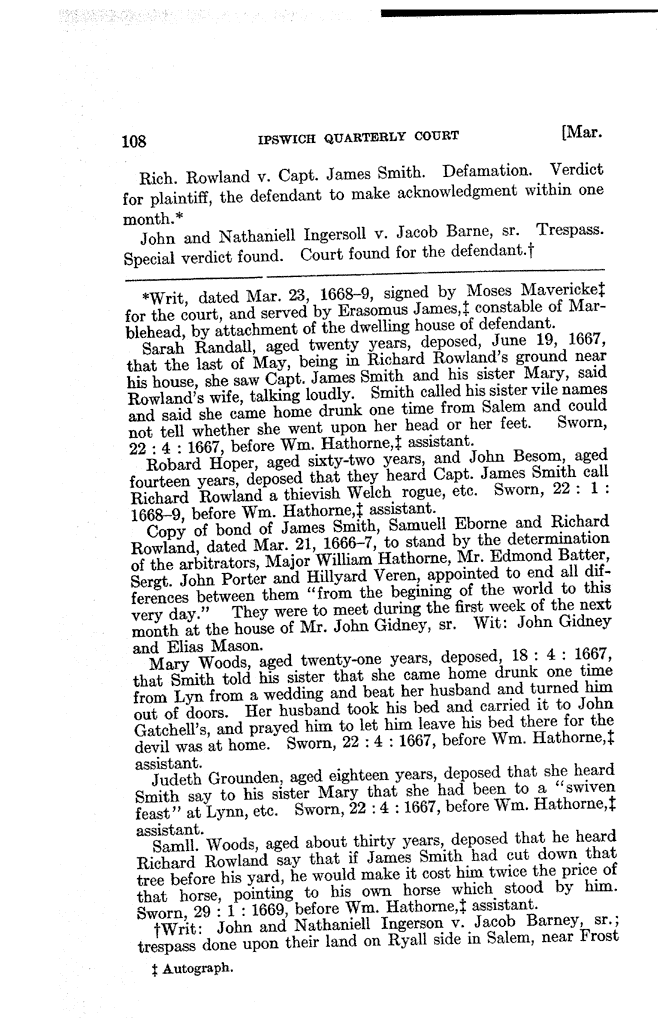 108 IPSWICH QUARTERLY COURT [Mar.
Rich. Rowland v. Capt. James Smith. Defamation. Verdict
for plaintiff, the defendant to make acknowledgment within one
month.*
John and Nathaniell Ingersoll v. Jacob Barne, sr. Trespass.
Special verdict found. Court found for the defendant.†
*Writ, dated Mar. 23, 1668-9, signed by Moses Mavericke‡
for the court, and served by Erasomus James,‡ constable of Mar-
blehead, by attachment of the dwelling house of defendant.
Sarah Randall, aged twenty years, deposed, June 19, 1667,
that the last of May, being in Richard Rowland's ground near
his house, she saw Capt. James Smith and his sister Mary, said
Rowland's wife, talking loudly. Smith called his sister vile names
and said she came home drunk one time from Salem and could
not tell whether she went upon her head or her feet. Sworn,
22 : 4 : 1667, before Wm. Hathorne,‡ assistant.
Robard Hoper, aged sixty-two years, and John Besom, aged
fourteen years, deposed that they heard Capt. James Smith call
Richard Rowland a thievish Welch rogue, etc. Sworn, 22 : 1 :
1668-9, before Wm. Hathorne,‡ assistant.
Copy of bond of James Smith, Samuell Eborne and Richard
Rowland, dated Mar. 21, 1666-7, to stand by the determination
of the arbitrators, Major William Hathorne, Mr. Edmond Batter,
Sergt. John Porter and Hillyard Veren, appointed to end all dif-
ferences between them "from the begining of the world to this
very day." They were to meet during the first week of the next
month at the house of Mr. John Gidney, sr. Wit: John Gidney
and Elias Mason.
Mary Woods, aged twenty-one years, deposed, 18 : 4 : 1667,
that Smith told his sister that she came home drunk one time
from Lyn from a wedding and beat her husband and turned him
out of doors. Her husband took his bed and carried it to John
Gatchell's, and prayed him to let him leave his bed there for the
devil was at home. Sworn, 22 : 4 : 1667, before Wm. Hathorne,‡
assistant.
Judeth Grounden, aged eighteen years, deposed that she heard
Smith say to his sister Mary that she had been to a "swiven
feast" at Lynn, etc. Sworn, 22 : 4 : 1667, before Wm. Hathorne,‡
assistant.
Samll. Woods, aged about thirty years, deposed that he heard
Richard Rowland say that if James Smith had cut down that
tree before his yard, he would make it cost him twice the price of
that horse, pointing to his own horse which stood by him.
Sworn, 29 : 1 : 1669, before Wm. Hathorne,‡ assistant.
†Writ: John and Nathaniell Ingerson v. Jacob Barney, sr.;
trespass done upon their land on Ryall side in Salem, near Frost
‡ Autograph.